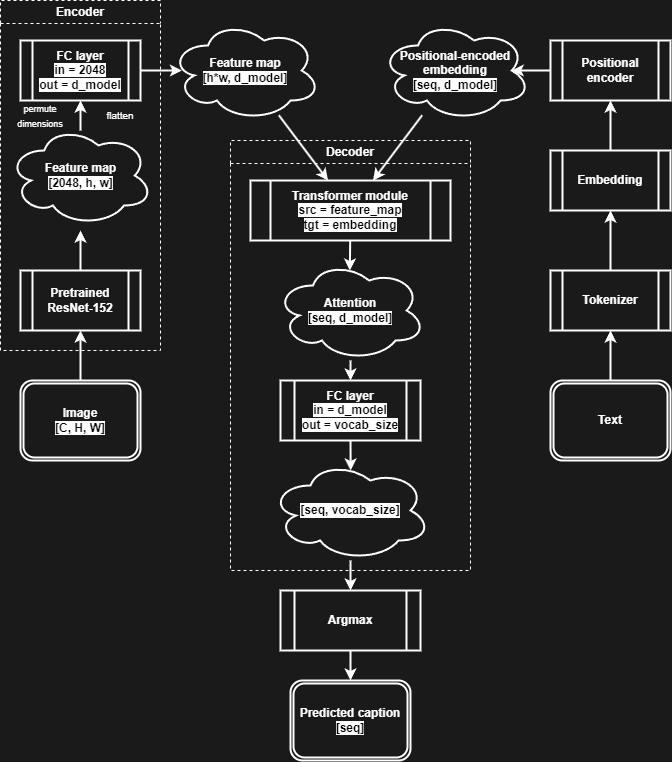 Encoder
FC layer
in = 2048
out = d_model
permute
dimensions
flatten
Feature map
[2048, h, w]
Pretrained
ResNet-152
Image
[C, H, W]
Feature map
[h*w, d_model]
Positional-encoded
embedding
[seq, d_model]
Positional
encoder
Embedding
Tokenizer
Text
Decoder
Transformer module
src = feature_map
tgt = embedding
Attention
[seq, d_model]
FC layer
in = d_model
out = vocab_size
[seq, vocab_size]
Argmax
Predicted caption
[seq]